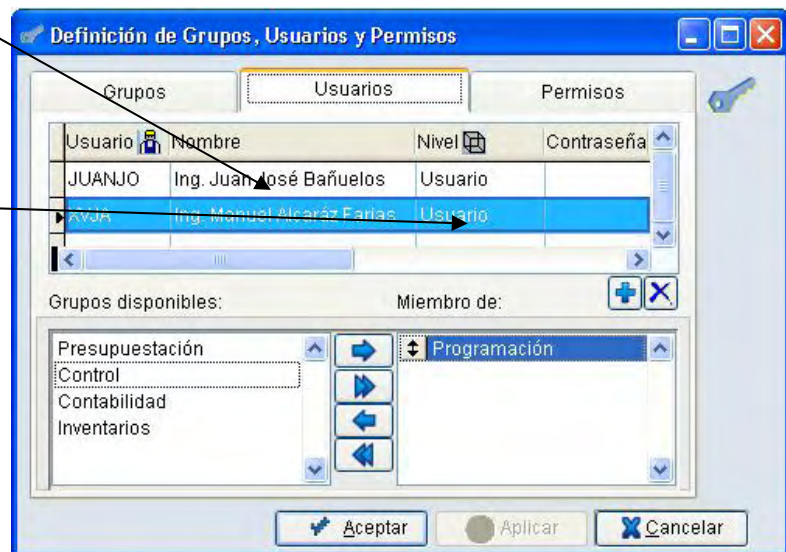 Definición de Grupos, Usuarios y Permisos
Grupos Usuarios Permisos
Usuario Nombre Nivel Contraseña
JUANJO Ing. Juan José Bañuelos Usuario
XVJA Ing. Manuel Alcaráz Farias Usuario
Grupos disponibles: Miembro de:
Presupuestación Programación
Control
Contabilidad
Inventarios
Aceptar Aplicar Cancelar